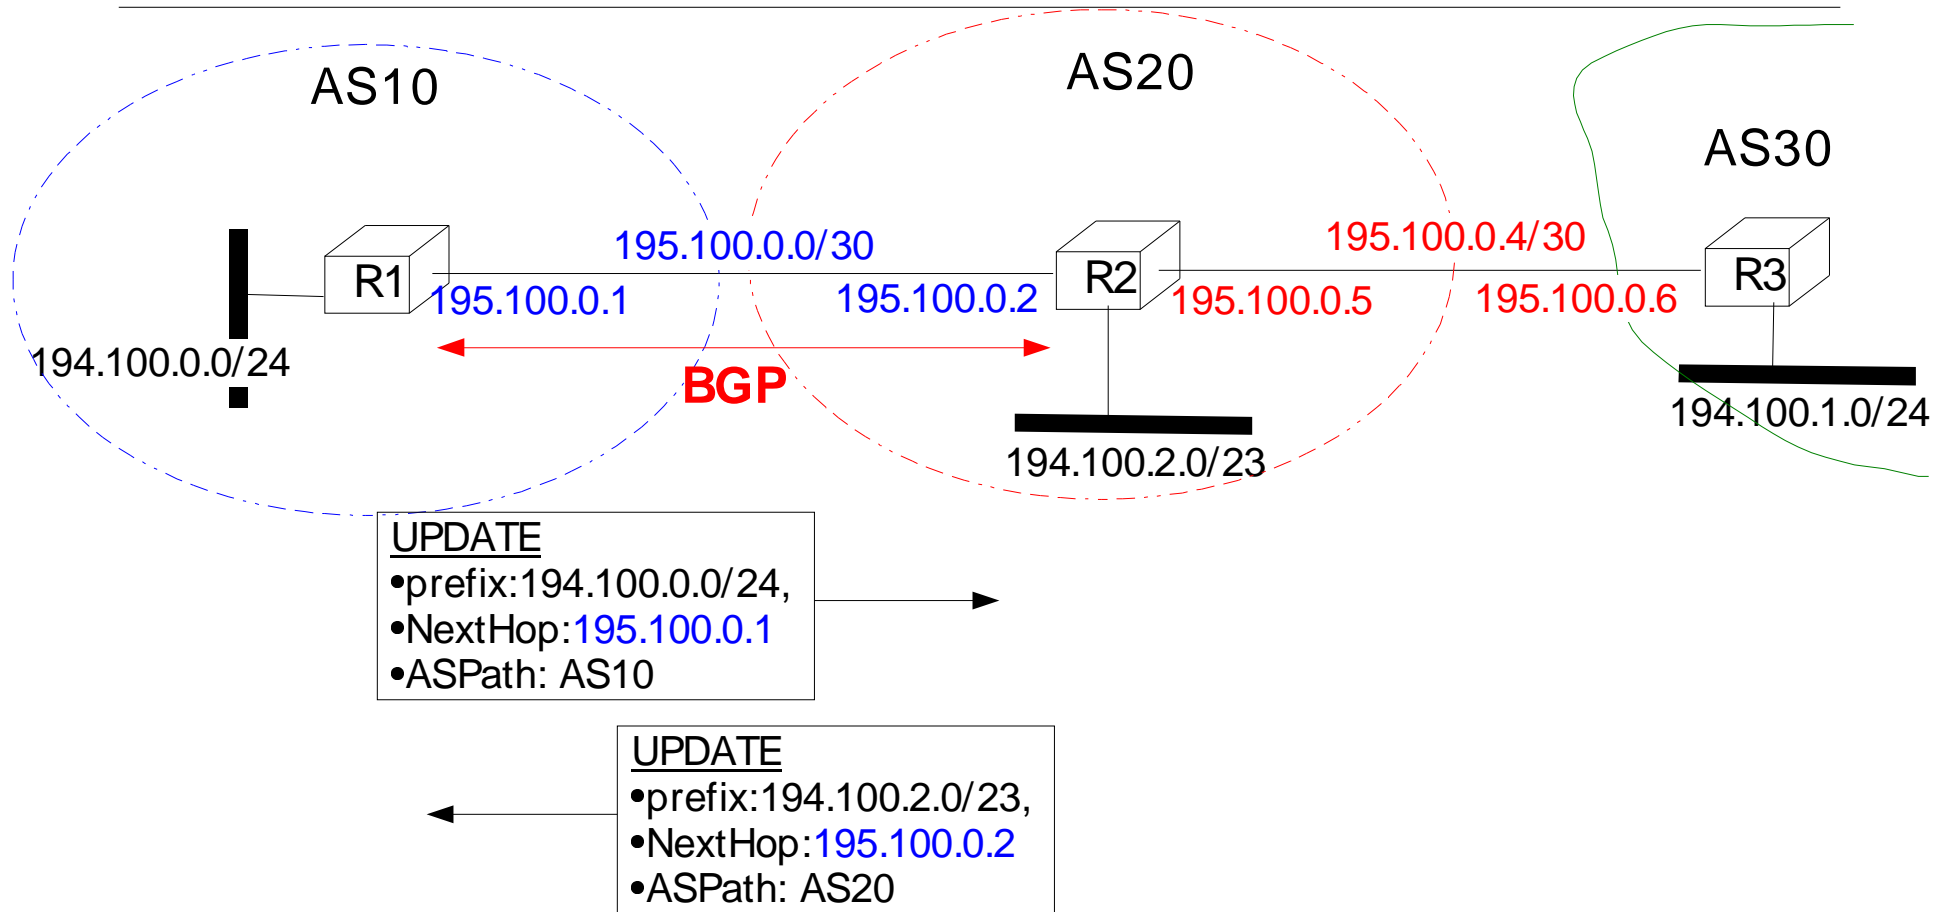 AS10
AS20
AS30
195.100.0.0/30
195.100.0.4/30
R1
R2
R3
195.100.0.1
195.100.0.2
195.100.0.5
195.100.0.6
194.100.0.0/24
BGP
194.100.1.0/24
194.100.2.0/23
UPDATE
•prefix:194.100.0.0/24,
•NextHop:195.100.0.1
•ASPath: AS10
UPDATE
•prefix:194.100.2.0/23,
•NextHop:195.100.0.2
•ASPath: AS20